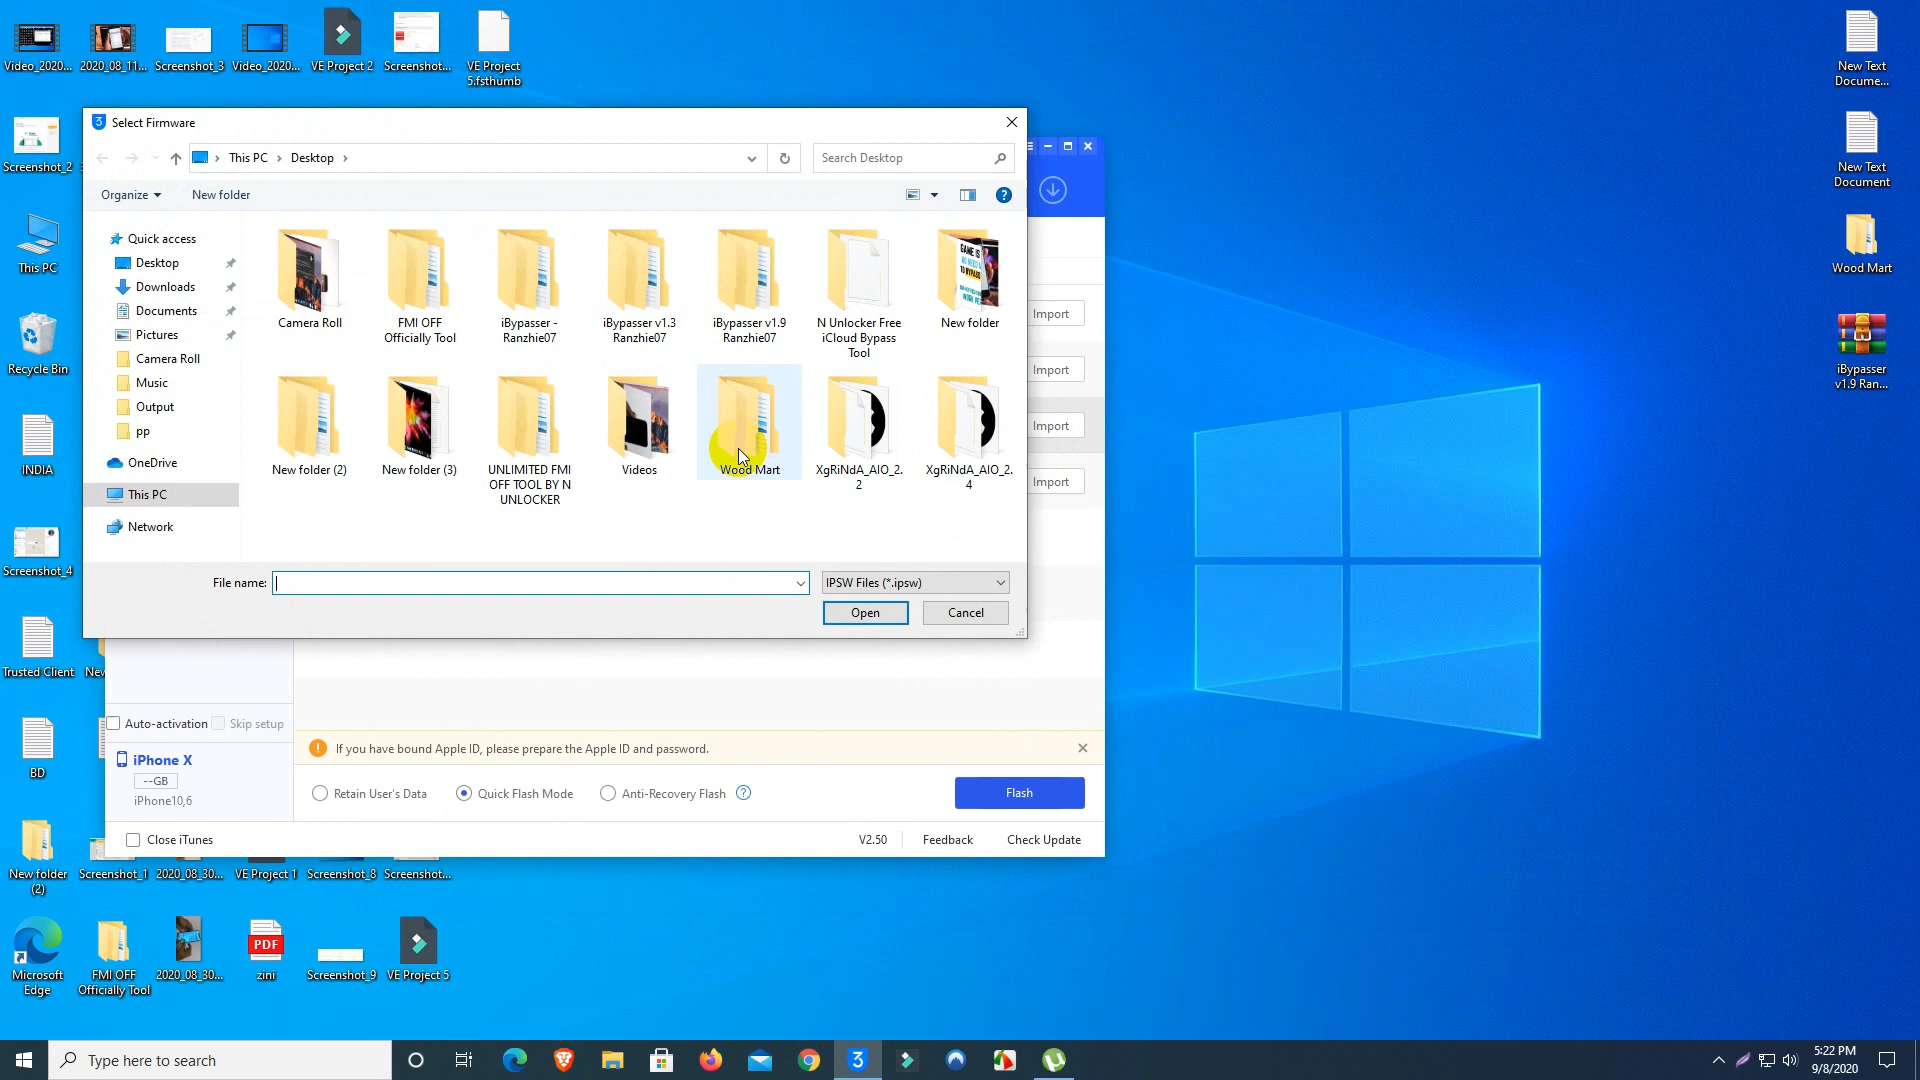 Video_2020...
2020_08_11...
Screenshot_3
Video_2020...
VE Project 2
Screenshot...
VE Project
5.fsthumb
New Text
Docume...
Select Firmware
This PC
Desktop
Search Desktop
Organize
New folder
Quick access
Desktop
Downloads
Documents
Pictures
Camera Roll
Music
Output
pp
OneDrive
This PC
Network
Camera Roll
FMI OFF
Officially Tool
iBypasser -
Ranzhie07
iBypasser v1.3
Ranzhie07
iBypasser v1.9
Ranzhie07
N Unlocker Free
iCloud Bypass
Tool
GAME IS
TO BYPASS
New folder
New folder (2)
New folder (3)
UNLIMITED FMI
OFF TOOL BY N
UNLOCKER
Videos
Wood Mart
XgRiNdA_AIO_2.
2
XgRiNdA_AIO_2.
4
File name:
IPSW Files (*.ipsw)
Open
Cancel
Import
Import
Import
Import
Screenshot_2
This PC
Recycle Bin
INDIA
Screenshot_4
Trusted Client
New
BD
New Text
Document
Wood Mart
iBypasser
v1.9 Ran...
Auto-activation
Skip setup
iPhone X
--GB
iPhone10,6
If you have bound Apple ID, please prepare the Apple ID and password.
Retain User's Data
Quick Flash Mode
Anti-Recovery Flash
Flash
Close iTunes
V2.50
Feedback
Check Update
New folder
(2)
Screenshot_1
2020_08_30...
VE Project 1
Screenshot_8
Screenshot...
Microsoft
Edge
FMI OFF
Officially Tool
2020_08_30...
PDF
zini
Screenshot_9
VE Project 5
Type here to search
5:22 PM
9/8/2020